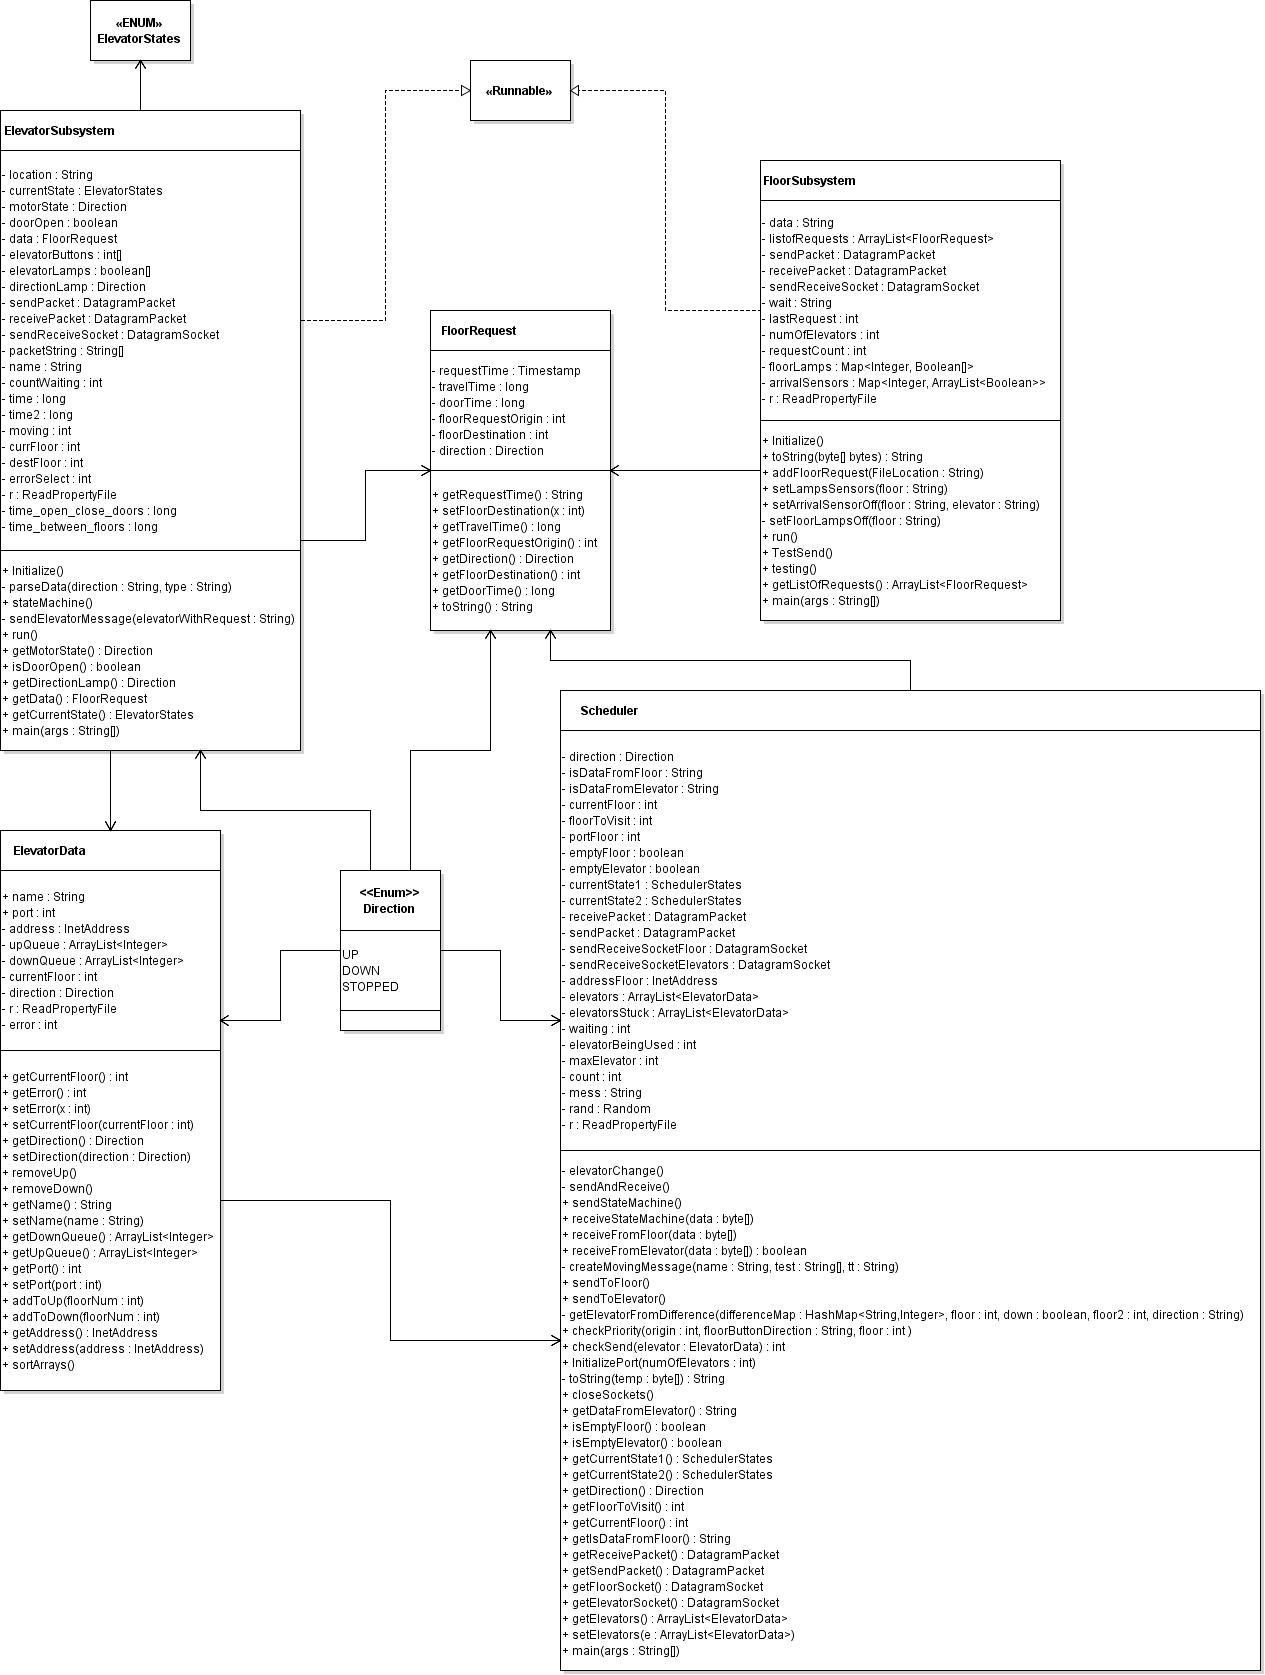 «ENUM»
ElevatorStates
«Runnable»
ElevatorSubsystem
- location : String
- currentState : ElevatorStates
- motorState : Direction
- doorOpen : boolean
- data : FloorRequest
- elevatorButtons : int[]
- elevatorLamps : boolean[]
- directionLamp : Direction
- sendPacket : DatagramPacket
- receivePacket : DatagramPacket
- sendReceiveSocket : DatagramSocket
- packetString : String[]
- name : String
- countWaiting : int
- time : long
- time2 : long
- moving : int
- currFloor : int
- destFloor : int
- errorSelect : int
- r : ReadPropertyFile
- time_open_close_doors : long
- time_between_floors : long
+ Initialize()
- parseData(direction : String, type : String)
+ stateMachine()
- sendElevatorMessage(elevatorWithRequest : String)
+ run()
+ getMotorState() : Direction
+ isDoorOpen() : boolean
+ getDirectionLamp() : Direction
+ getData() : FloorRequest
+ getCurrentState() : ElevatorStates
+ main(args : String[])
FloorSubsystem
- data : String
- listofRequests : ArrayList<FloorRequest>
- sendPacket : DatagramPacket
- receivePacket : DatagramPacket
- sendReceiveSocket : DatagramSocket
- wait : String
- lastRequest : int
- numOfElevators : int
- requestCount : int
- floorLamps : Map<Integer, Boolean[]>
- arrivalSensors : Map<Integer, ArrayList<Boolean>>
- r : ReadPropertyFile
+ Initialize()
+ toString(byte[] bytes) : String
+ addFloorRequest(FileLocation : String)
+ setLampsSensors(floor : String)
+ setArrivalSensorOff(floor : String, elevator : String)
- setFloorLampsOff(floor : String)
+ run()
+ TestSend()
+ testing()
+ getListOfRequests() : ArrayList<FloorRequest>
+ main(args : String[])
FloorRequest
- requestTime : Timestamp
- travelTime : long
- doorTime : long
- floorRequestOrigin : int
- floorDestination : int
- direction : Direction
+ getRequestTime() : String
+ setFloorDestination(x : int)
+ getTravelTime() : long
+ getFloorRequestOrigin() : int
+ getDirection() : Direction
+ getFloorDestination() : int
+ getDoorTime() : long
+ toString() : String
Scheduler
- direction : Direction
- isDataFromFloor : String
- isDataFromElevator : String
- currentFloor : int
- floorToVisit : int
- portFloor : int
- emptyFloor : boolean
- emptyElevator : boolean
- currentState1 : SchedulerStates
- currentState2 : SchedulerStates
- receivePacket : DatagramPacket
- sendPacket : DatagramPacket
- sendReceiveSocketFloor : DatagramSocket
- sendReceiveSocketElevators : DatagramSocket
- addressFloor : InetAddress
- elevators : ArrayList<ElevatorData>
- elevatorsStuck : ArrayList<ElevatorData>
- waiting : int
- elevatorBeingUsed : int
- maxElevator : int
- count : int
- mess : String
- rand : Random
- r : ReadPropertyFile
- elevatorChange()
- sendAndReceive()
+ sendStateMachine()
+ receiveStateMachine(data : byte[])
+ receiveFromFloor(data : byte[])
+ receiveFromElevator(data : byte[]) : boolean
- createMovingMessage(name : String, test : String[], tt : String)
+ sendToFloor()
+ sendToElevator()
- getElevatorFromDifference(differenceMap : HashMap<String,Integer>, floor : int, down : boolean, floor2 : int, direction : String)
+ checkPriority(origin : int, floorButtonDirection : String, floor : int )
+ checkSend(elevator : ElevatorData) : int
+ InitializePort(numOfElevators : int)
- toString(temp : byte[]) : String
+ closeSockets()
+ getDataFromElevator() : String
+ isEmptyFloor() : boolean
+ isEmptyElevator() : boolean
+ getCurrentState1() : SchedulerStates
+ getCurrentState2() : SchedulerStates
+ getDirection() : Direction
+ getFloorToVisit() : int
+ getCurrentFloor() : int
+ getIsDataFromFloor() : String
+ getReceivePacket() : DatagramPacket
+ getSendPacket() : DatagramPacket
+ getFloorSocket() : DatagramSocket
+ getElevatorSocket() : DatagramSocket
+ getElevators() : ArrayList<ElevatorData>
+ setElevators(e : ArrayList<ElevatorData>)
+ main(args : String[])
ElevatorData
+ name : String
+ port : int
- address : InetAddress
- upQueue : ArrayList<Integer>
- downQueue : ArrayList<Integer>
- currentFloor : int
- direction : Direction
- r : ReadPropertyFile
- error : int
+ getCurrentFloor() : int
+ getError() : int
+ setError(x : int)
+ setCurrentFloor(currentFloor : int)
+ getDirection() : Direction
+ setDirection(direction : Direction)
+ removeUp()
+ removeDown()
+ getName() : String
+ setName(name : String)
+ getDownQueue() : ArrayList<Integer>
+ getUpQueue() : ArrayList<Integer>
+ getPort() : int
+ setPort(port : int)
+ addToUp(floorNum : int)
+ addToDown(floorNum : int)
+ getAddress() : InetAddress
+ setAddress(address : InetAddress)
+ sortArrays()
<<Enum>>
Direction
UP
DOWN
STOPPED